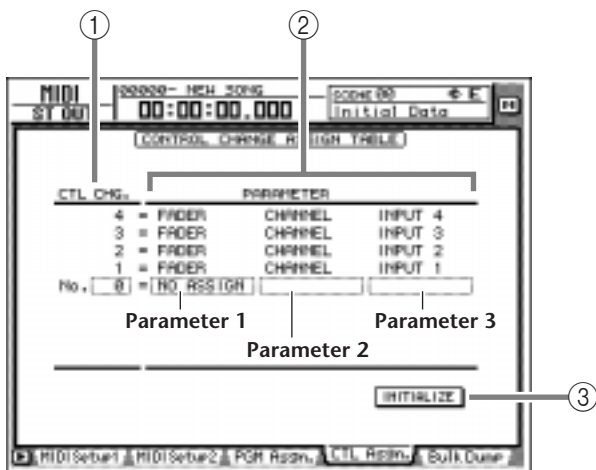 ① ②
MIDI 00000- NEW SONG SCENE 00 E
ST OUT 00:00:00.000 Initial Data
CONTROL CHANGE ASSIGN TABLE
CTL CHG. PARAMETER
4 = FADER CHANNEL INPUT 4
3 = FADER CHANNEL INPUT 3
2 = FADER CHANNEL INPUT 2
1 = FADER CHANNEL INPUT 1
No. 0 = NO ASSIGN
Parameter 1 Parameter 3
Parameter 2
INITIALIZE ③
MIDISetup1 MIDISetup2 PGM Assn. CTL Assn. Bulk Dump